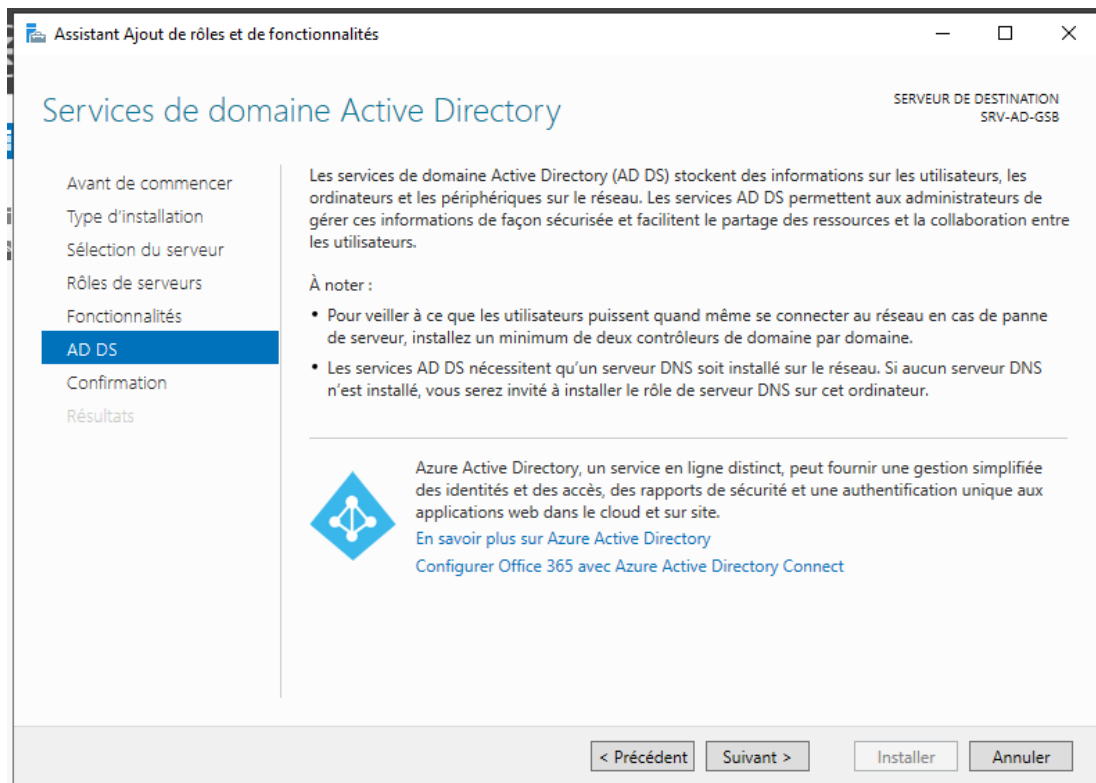 Assistant Ajout de rôles et de fonctionnalités
Services de domaine Active Directory
SERVEUR DE DESTINATION
SRV-AD-GSB
Avant de commencer
Type d'installation
Sélection du serveur
Rôles de serveurs
Fonctionnalités
AD DS
Confirmation
Résultats
Les services de domaine Active Directory (AD DS) stockent des informations sur les utilisateurs, les
ordinateurs et les périphériques sur le réseau. Les services AD DS permettent aux administrateurs de
gérer ces informations de façon sécurisée et facilitent le partage des ressources et la collaboration entre
les utilisateurs.
À noter :
• Pour veiller à ce que les utilisateurs puissent quand même se connecter au réseau en cas de panne
de serveur, installez un minimum de deux contrôleurs de domaine par domaine.
• Les services AD DS nécessitent qu'un serveur DNS soit installé sur le réseau. Si aucun serveur DNS
n'est installé, vous serez invité à installer le rôle de serveur DNS sur cet ordinateur.
Azure Active Directory, un service en ligne distinct, peut fournir une gestion simplifiée
des identités et des accès, des rapports de sécurité et une authentification unique aux
applications web dans le cloud et sur site.
En savoir plus sur Azure Active Directory
Configurer Office 365 avec Azure Active Directory Connect
< Précédent
Suivant >
Installer
Annuler